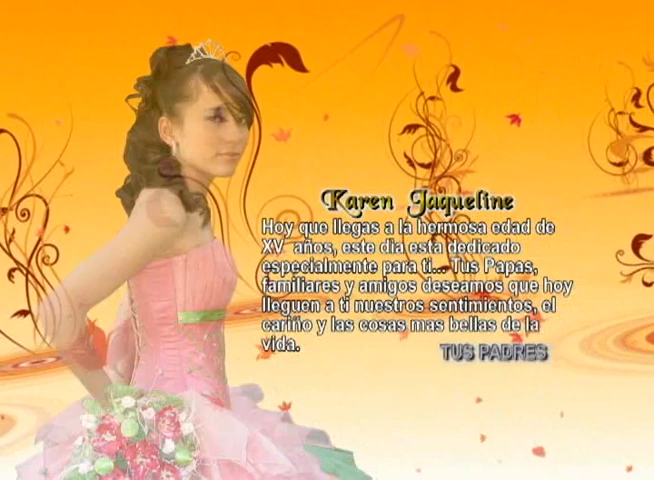 Karen Jaqueline
Hoy que llegas a la hermosa edad de
XV años, este dia esta dedicado
especialmente para ti... Tus Papas,
familiares y amigos deseamos que hoy
lleguen a ti nuestros sentimientos, el
cariño y las cosas mas bellas de la
vida.
TUS PADRES